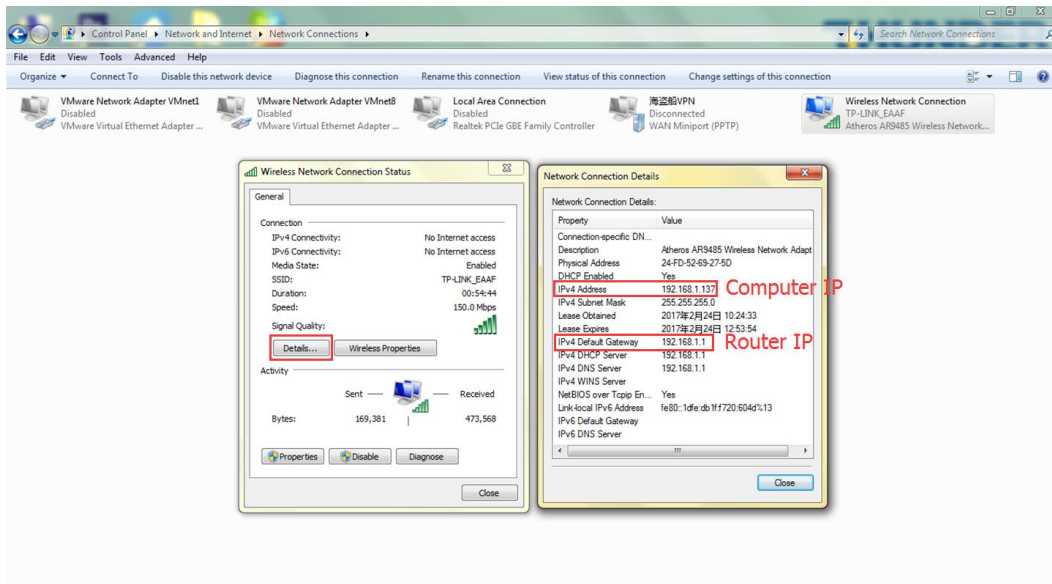 Control Panel ▸ Network and Internet ▸ Network Connections ▸
Search Network Connections
File Edit View Tools Advanced Help
Organize ▾ Connect To Disable this network device Diagnose this connection Rename this connection View status of this connection Change settings of this connection
VMware Network Adapter VMnet1
Disabled
VMware Virtual Ethernet Adapter ...
VMware Network Adapter VMnet8
Disabled
VMware Virtual Ethernet Adapter ...
Local Area Connection
Disabled
Realtek PCIe GBE Family Controller
海盗船VPN
Disconnected
WAN Miniport (PPTP)
Wireless Network Connection
TP-LINK_EAAF
Atheros AR9485 Wireless Network...
Wireless Network Connection Status
General
Connection
IPv4 Connectivity: No Internet access
IPv6 Connectivity: No Internet access
Media State: Enabled
SSID: TP-LINK_EAAF
Duration: 00:54:44
Speed: 150.0 Mbps
Signal Quality:
Details... Wireless Properties
Activity
Sent Received
Bytes: 169,381 473,568
Properties Disable Diagnose
Close
Network Connection Details
Network Connection Details:
Property Value
Connection-specific DN...
Description Atheros AR9485 Wireless Network Adapt
Physical Address 24-FD-52-69-27-5D
DHCP Enabled Yes
IPv4 Address 192.168.1.137 Computer IP
IPv4 Subnet Mask 255.255.255.0
Lease Obtained 2017年2月24日 10:24:33
Lease Expires 2017年2月24日 12:53:54
IPv4 Default Gateway 192.168.1.1 Router IP
IPv4 DHCP Server 192.168.1.1
IPv4 DNS Server 192.168.1.1
IPv4 WINS Server
NetBIOS over Tcpip En... Yes
Link-local IPv6 Address fe80::1dfe:db1f:f720:604d%13
IPv6 Default Gateway
IPv6 DNS Server
Close